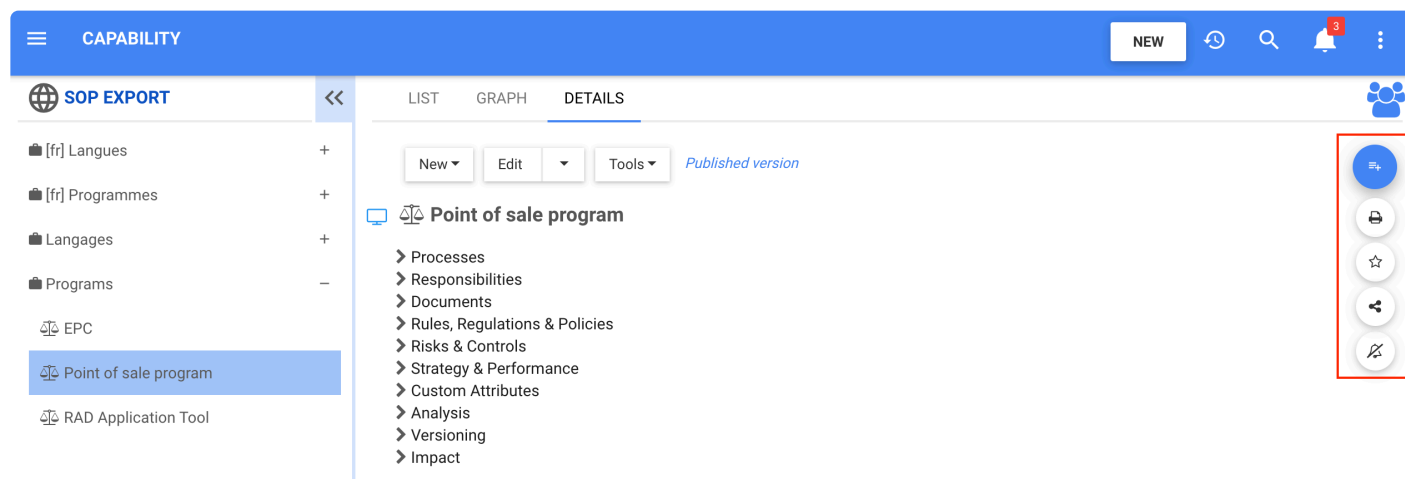 CAPABILITY
NEW
3
SOP EXPORT
LIST GRAPH DETAILS
[fr] Langues
[fr] Programmes
Langages
Programs
EPC
Point of sale program
RAD Application Tool
New Edit Tools Published version
Point of sale program
Processes
Responsibilities
Documents
Rules, Regulations & Policies
Risks & Controls
Strategy & Performance
Custom Attributes
Analysis
Versioning
Impact